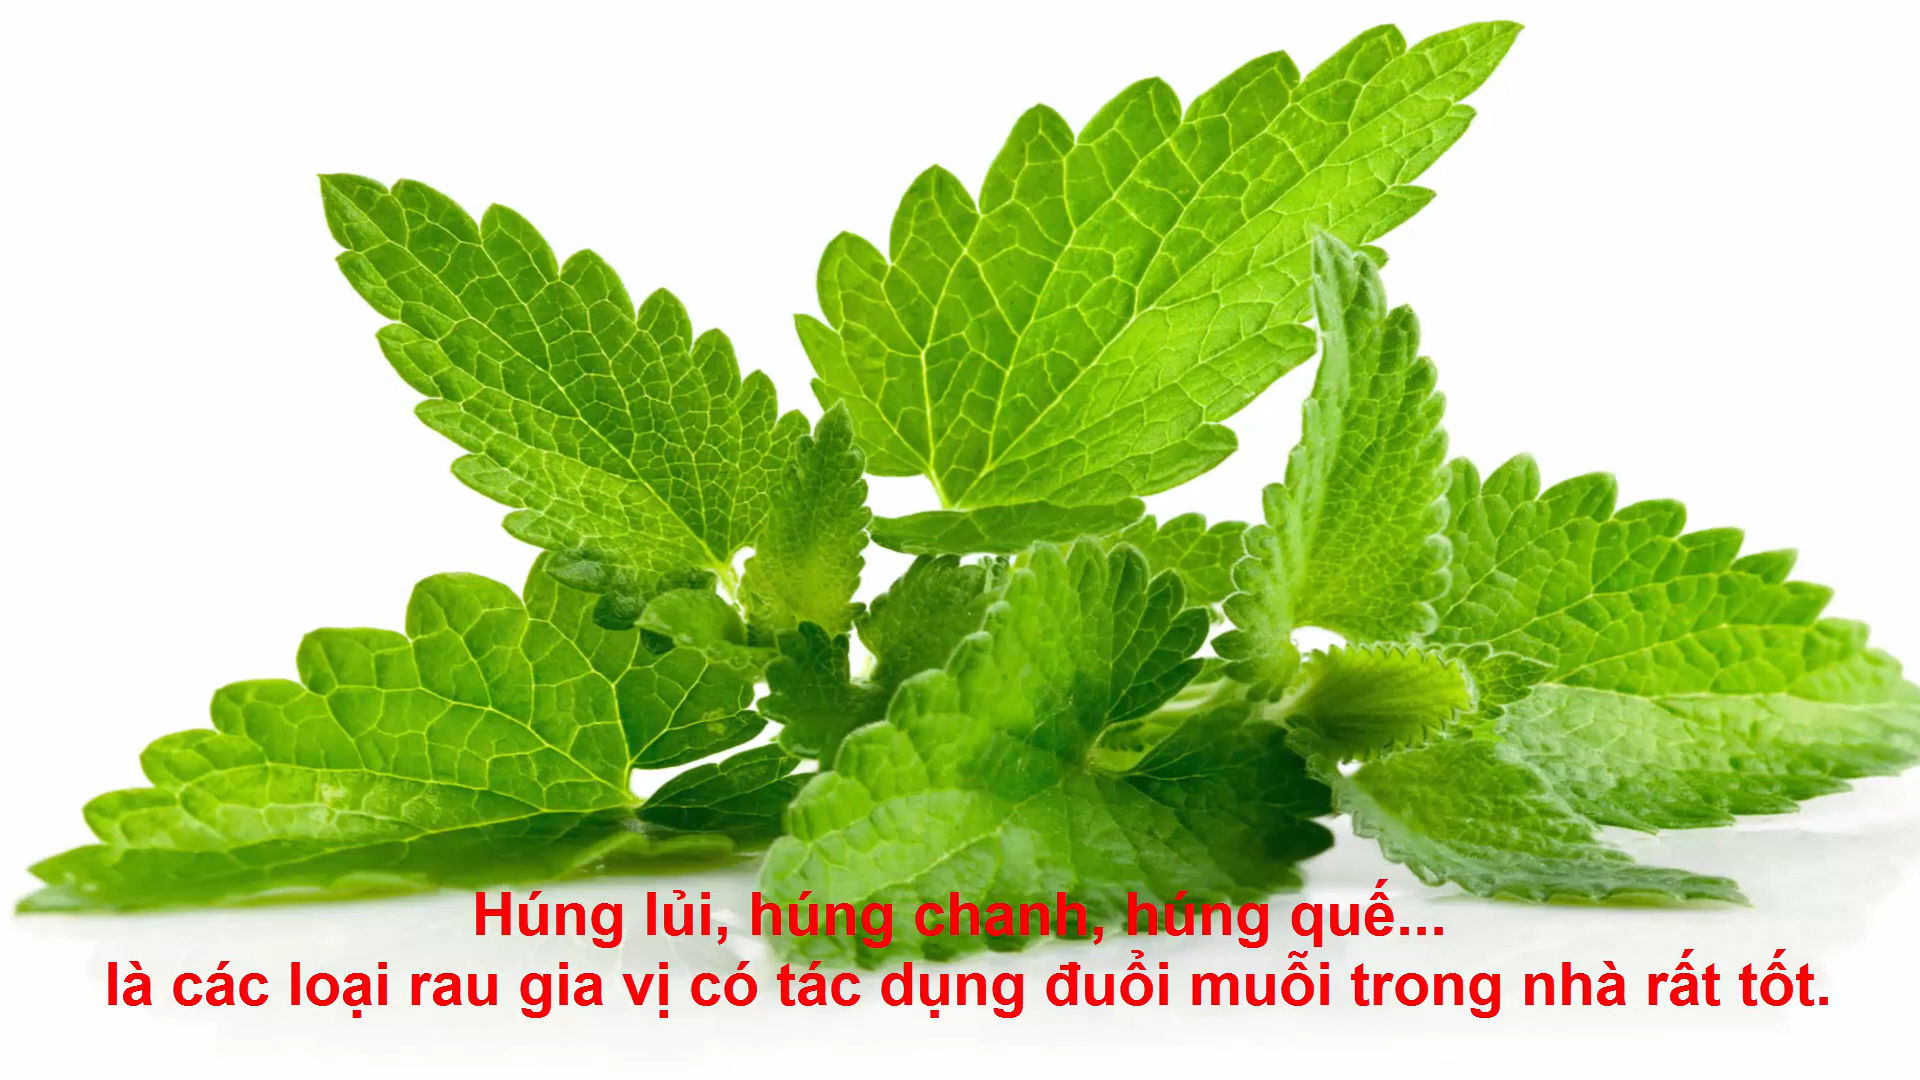 Húng lủi, húng chanh, húng quế...
là các loại rau gia vị có tác dụng đuổi muỗi trong nhà rất tốt.